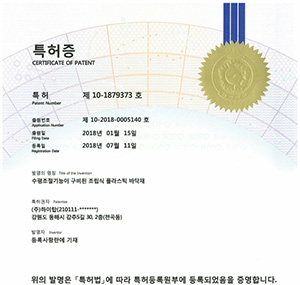 특허증
CERTIFICATE OF PATENT
특허 제 10-1879373 호
Patent Number
출원번호 제 10-2018-0005140 호
Application Number
출원일 2018년 01월 15일
Filing Date
등록일 2018년 07월 11일
Registration Date
발명의 명칭 Title of the Invention
수평조절기능이 구비된 조립식 플라스틱 바닥재
특허권자 Patentee
(주)하이탑(210111-*******)
강원도 동해시 감추5길 30, 2층(천곡동)
발명자 Inventor
등록사항란에 기재
위의 발명은 「특허법」에 따라 특허등록원부에 등록되었음을 증명합니다.